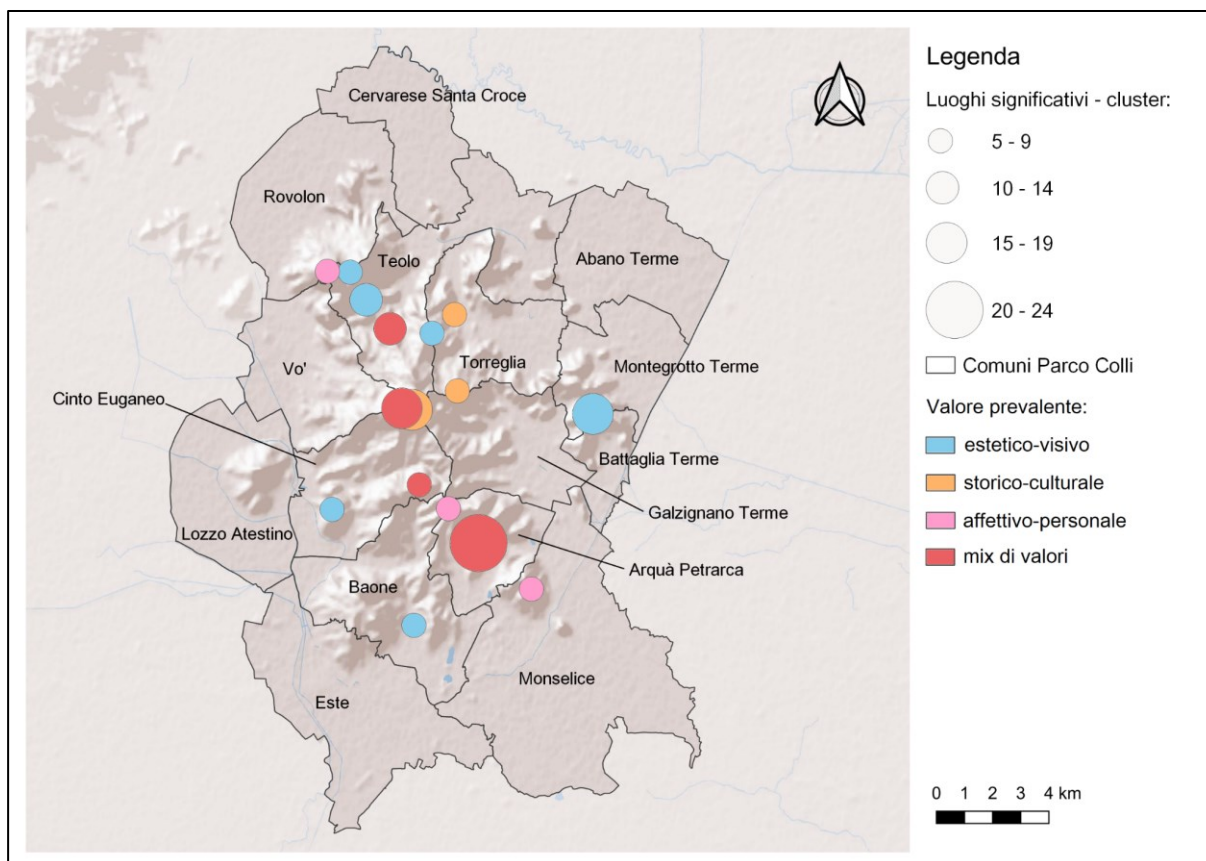 Cervarese Santa Croce
Rovolon
Teolo
Abano Terme
Torreglia
Montegrotto Terme
Vo'
Cinto Euganeo
Battaglia Terme
Galzignano Terme
Lozzo Atestino
Arquà Petrarca
Baone
Monselice
Este
Legenda
Luoghi significativi - cluster:
5 - 9
10 - 14
15 - 19
20 - 24
Comuni Parco Colli
Valore prevalente:
estetico-visivo
storico-culturale
affettivo-personale
mix di valori
0 1 2 3 4 km